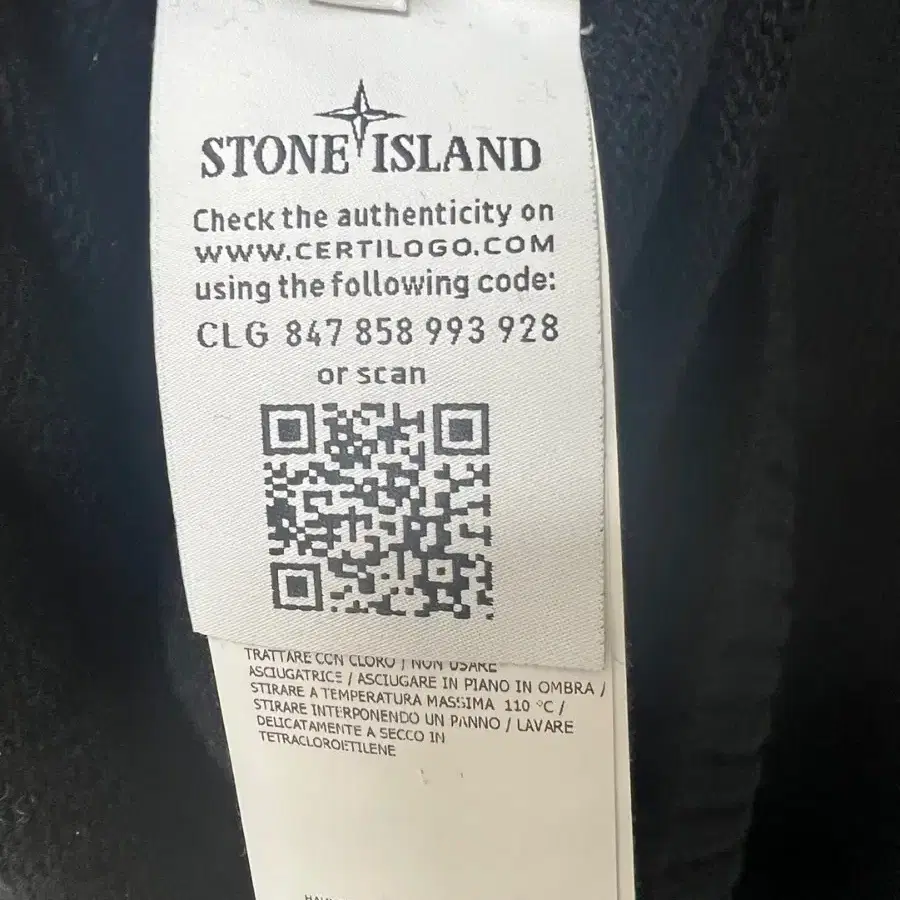 STONE ISLAND
Check the authenticity on
WWW.CERTILOGO.COM
using the following code:
CLG 847 858 993 928
or scan
TRATTARE CON CLORO / NON USARE
ASCIUGATRICE / ASCIUGARE IN PIANO IN OMBRA /
STIRARE A TEMPERATURA MASSIMA 110 °C /
STIRARE INTERPONENDO UN PANNO / LAVARE
DELICATAMENTE A SECCO IN
TETRACLOROETILENE